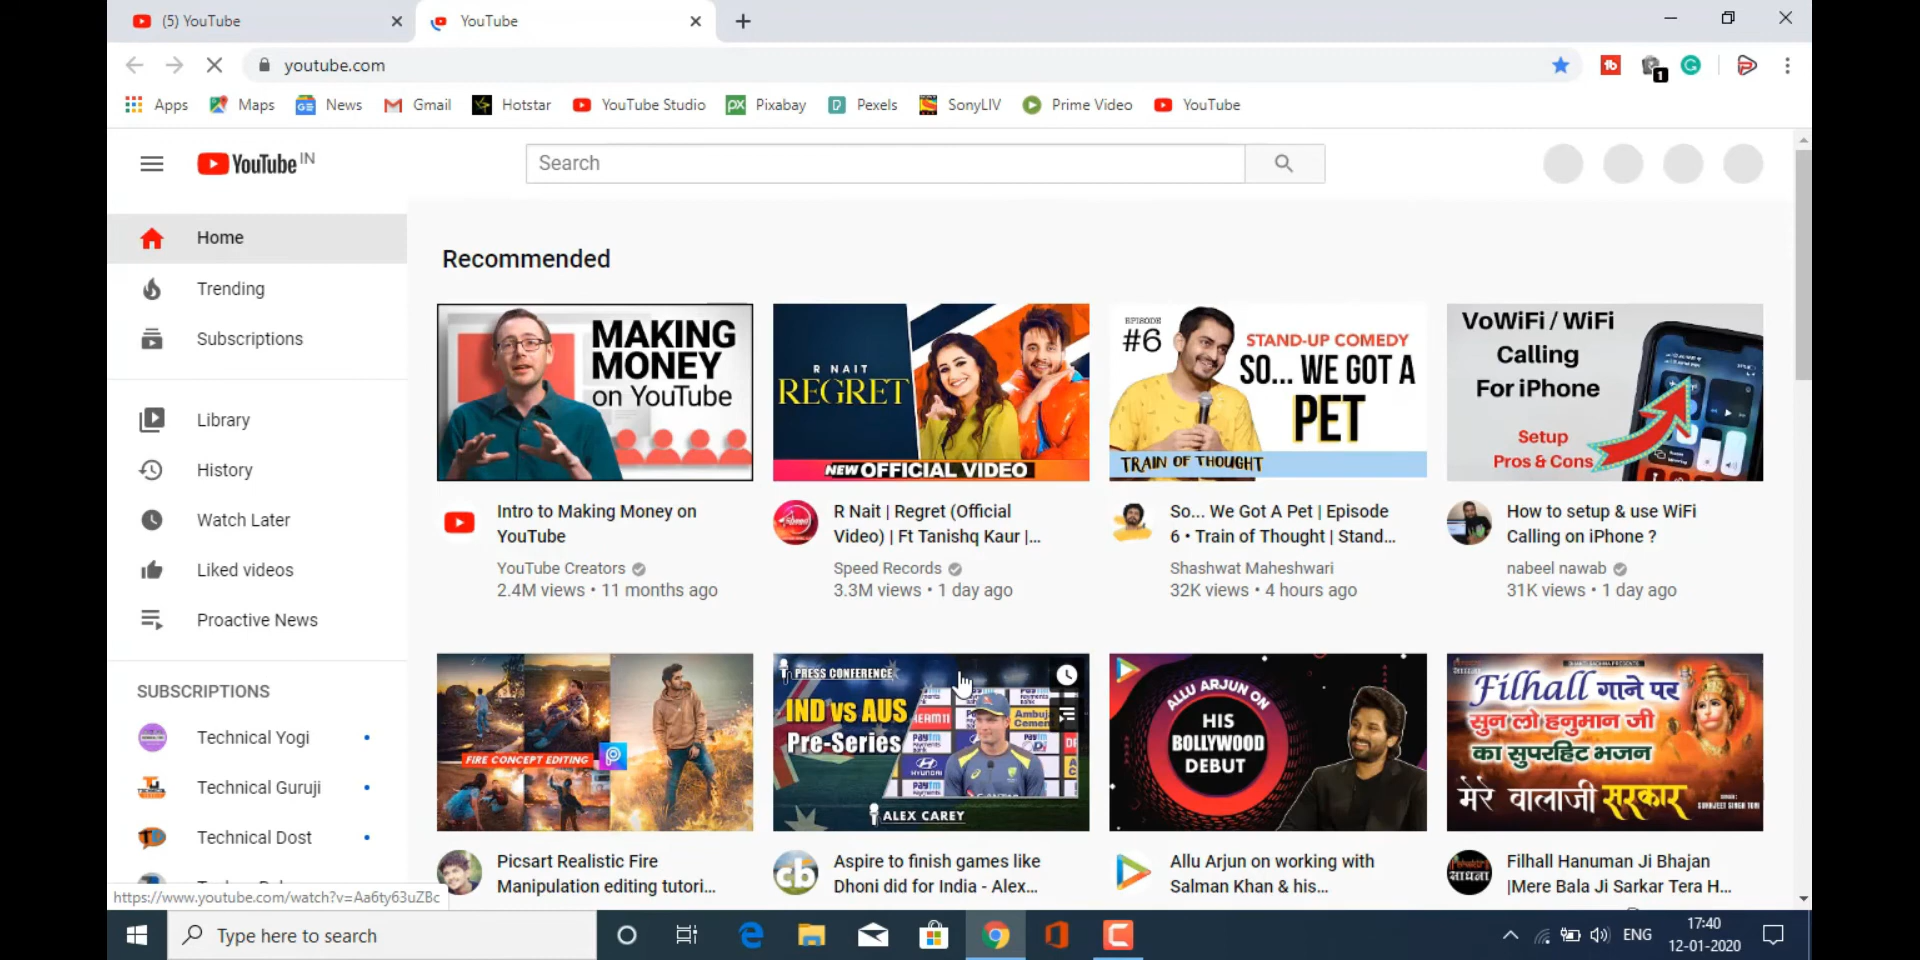 (5) YouTube
YouTube
youtube.com
1
Apps
Maps
News
Gmail
Hotstar
YouTube Studio
Pixabay
Pexels
SonyLIV
Prime Video
YouTube
YouTube IN
Search
Home
Trending
Subscriptions
Library
History
Watch Later
Liked videos
Proactive News
SUBSCRIPTIONS
Technical Yogi
Technical Guruji
Technical Dost
https://www.youtube.com/watch?v=Aa6ty63uZBc
Recommended
MAKING
MONEY
on YouTube
Intro to Making Money on
YouTube
YouTube Creators
2.4M views • 11 months ago
R NAIT
REGRET
NEW OFFICIAL VIDEO
R Nait | Regret (Official
Video) | Ft Tanishq Kaur |...
Speed Records
3.3M views • 1 day ago
EPISODE
#6
STAND-UP COMEDY
SO... WE GOT A
PET
TRAIN OF THOUGHT
So... We Got A Pet | Episode
6 • Train of Thought | Stand...
Shashwat Maheshwari
32K views • 4 hours ago
VoWiFi / WiFi
Calling
For iPhone
Setup
Pros & Cons
How to setup & use WiFi
Calling on iPhone ?
nabeel nawab
31K views • 1 day ago
FIRE CONCEPT EDITING
Picsart Realistic Fire
Manipulation editing tutori...
PRESS CONFERENCE
IND vs AUS
Pre-Series
Paytm
HYUNDAI
Paytm
Ambuja
Cement
ALEX CAREY
cb
Aspire to finish games like
Dhoni did for India - Alex...
ALLU ARJUN ON
HIS
BOLLYWOOD
DEBUT
Allu Arjun on working with
Salman Khan & his...
Filhall गाने पर
सुन लो हनुमान जी
का सुपरहिट भजन
मेरे बालाजी सरकार
Filhall Hanuman Ji Bhajan
|Mere Bala Ji Sarkar Tera H...
Type here to search
ENG
17:40
12-01-2020